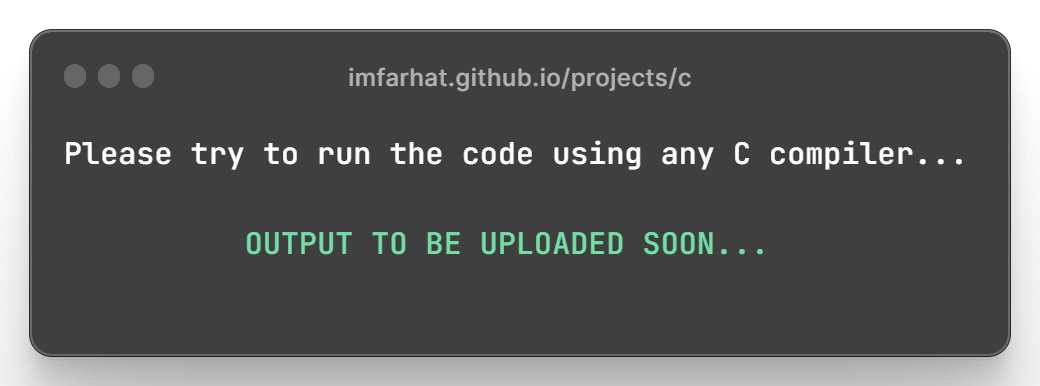 imfarhat.github.io/projects/c
Please try to run the code using any C compiler...
OUTPUT TO BE UPLOADED SOON...